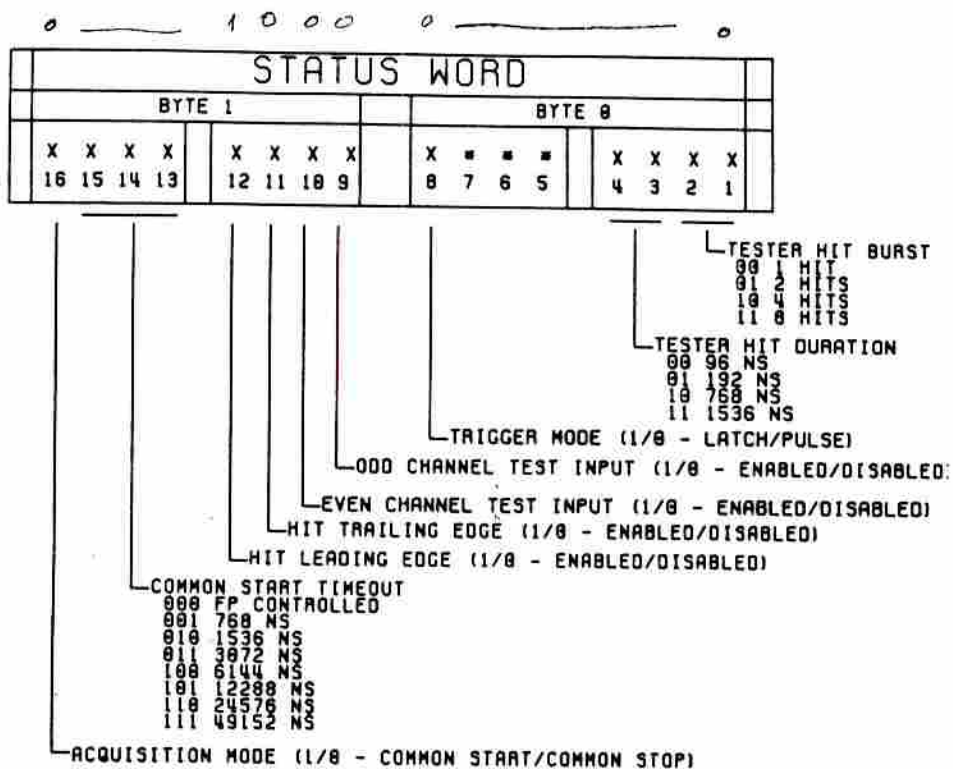 0 1 0 0 0 0 0
STATUS WORD
BYTE 1 BYTE 0
X X X X X X X X X * * * X X X X
16 15 14 13 12 11 10 9 8 7 6 5 4 3 2 1
TESTER HIT BURST
00 1 HIT
01 2 HITS
10 4 HITS
11 8 HITS
TESTER HIT DURATION
00 96 NS
01 192 NS
10 768 NS
11 1536 NS
TRIGGER MODE (1/0 - LATCH/PULSE)
ODD CHANNEL TEST INPUT (1/0 - ENABLED/DISABLED
EVEN CHANNEL TEST INPUT (1/0 - ENABLED/DISABLED)
HIT TRAILING EDGE (1/0 - ENABLED/DISABLED)
HIT LEADING EDGE (1/0 - ENABLED/DISABLED)
COMMON START TIMEOUT
000 FP CONTROLLED
001 768 NS
010 1536 NS
011 3072 NS
100 6144 NS
101 12288 NS
110 24576 NS
111 49152 NS
ACQUISITION MODE (1/0 - COMMON START/COMMON STOP)